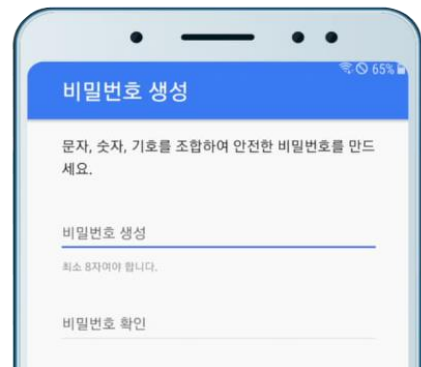 65%
비밀번호 생성
문자, 숫자, 기호를 조합하여 안전한 비밀번호를 만드
세요.
비밀번호 생성
최소 8자여야 합니다.
비밀번호 확인